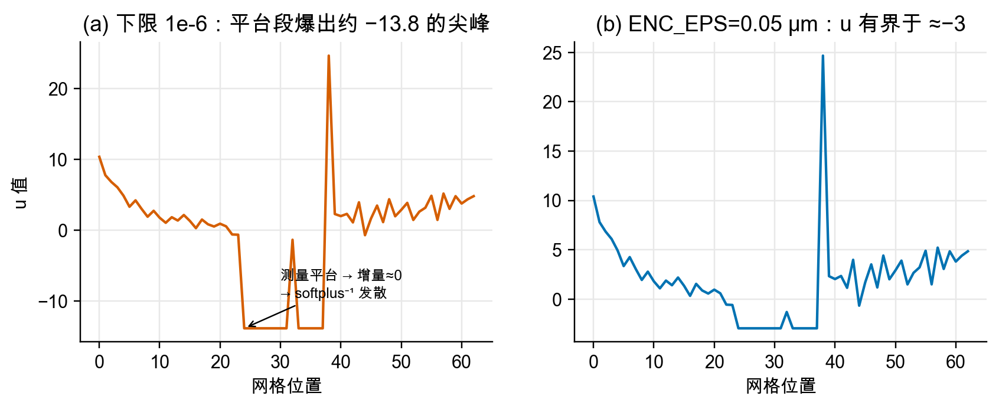 (a) 下限 1e-6：平台段爆出约 −13.8 的尖峰
u 值
20
10
0
−10
测量平台 → 增量≈0
→ softplus⁻¹ 发散
0 10 20 30 40 50 60
网格位置
(b) ENC_EPS=0.05 µm：u 有界于 ≈−3
25
20
15
10
5
0
0 10 20 30 40 50 60
网格位置